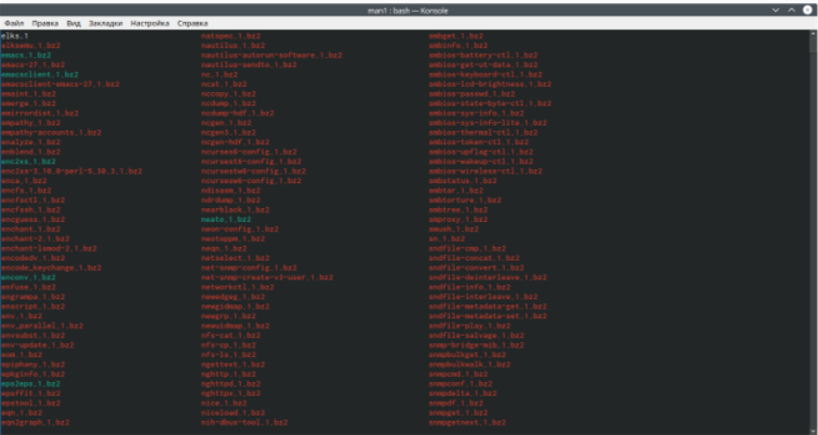 man1 : bash — Konsole
Файл Правка Вид Закладки Настройка Справка
elks.1 natspec.1.bz2 smbget.1.bz2
elksemu.1.bz2 nautilus.1.bz2 smbinfo.1.bz2
emacs.1.bz2 nautilus-autorun-software.1.bz2 smbios-battery-ctl.1.bz2
emacs-27.1.bz2 nautilus-sendto.1.bz2 smbios-get-ut-data.1.bz2
emacsclient.1.bz2 nc.1.bz2 smbios-keyboard-ctl.1.bz2
emacsclient-emacs-27.1.bz2 ncat.1.bz2 smbios-lcd-brightness.1.bz2
emaint.1.bz2 nccopy.1.bz2 smbios-passwd.1.bz2
emerge.1.bz2 ncdump.1.bz2 smbios-state-byte-ctl.1.bz2
emirrordist.1.bz2 ncdump-hdf.1.bz2 smbios-sys-info.1.bz2
empathy.1.bz2 ncgen.1.bz2 smbios-sys-info-lite.1.bz2
empathy-accounts.1.bz2 ncgen3.1.bz2 smbios-thermal-ctl.1.bz2
enalyze.1.bz2 ncgen-hdf.1.bz2 smbios-token-ctl.1.bz2
enblend.1.bz2 ncurses6-config.1.bz2 smbios-upflag-ctl.1.bz2
enc2xs.1.bz2 ncursest6-config.1.bz2 smbios-wakeup-ctl.1.bz2
enc2xs-3.10.0-perl-5.30.3.1.bz2 ncursestw6-config.1.bz2 smbios-wireless-ctl.1.bz2
enca.1.bz2 ncursesw6-config.1.bz2 smbstatus.1.bz2
encfs.1.bz2 ndisasm.1.bz2 smbtar.1.bz2
encfsctl.1.bz2 ndrdump.1.bz2 smbtorture.1.bz2
encfssh.1.bz2 nearblack.1.bz2 smbtree.1.bz2
encguess.1.bz2 neato.1.bz2 smproxy.1.bz2
enchant.1.bz2 neon-config.1.bz2 smush.1.bz2
enchant-2.1.bz2 neotoppm.1.bz2 sn.1.bz2
enchant-lsmod-2.1.bz2 neqn.1.bz2 sndfile-cmp.1.bz2
encodedv.1.bz2 netselect.1.bz2 sndfile-concat.1.bz2
encode_keychange.1.bz2 net-snmp-config.1.bz2 sndfile-convert.1.bz2
enconv.1.bz2 net-snmp-create-v3-user.1.bz2 sndfile-deinterleave.1.bz2
enfuse.1.bz2 networkctl.1.bz2 sndfile-info.1.bz2
engrampa.1.bz2 newedgwg.1.bz2 sndfile-interleave.1.bz2
enscript.1.bz2 newgidmap.1.bz2 sndfile-metadata-get.1.bz2
env.1.bz2 newgrp.1.bz2 sndfile-metadata-set.1.bz2
env_parallel.1.bz2 newuidmap.1.bz2 sndfile-play.1.bz2
envsubst.1.bz2 nfs-cat.1.bz2 sndfile-salvage.1.bz2
env-update.1.bz2 nfs-cp.1.bz2 snmp-bridge-mib.1.bz2
eom.1.bz2 nfs-ls.1.bz2 snmpbulkget.1.bz2
epiphany.1.bz2 ngettext.1.bz2 snmpbulkwalk.1.bz2
epkginfo.1.bz2 nghttp.1.bz2 snmpcmd.1.bz2
eps2eps.1.bz2 nghttpd.1.bz2 snmpconf.1.bz2
epsffit.1.bz2 nghttpx.1.bz2 snmpdelta.1.bz2
epstool.1.bz2 nice.1.bz2 snmpdf.1.bz2
eqn.1.bz2 niceload.1.bz2 snmpget.1.bz2
eqn2graph.1.bz2 nih-dbus-tool.1.bz2 snmpgetnext.1.bz2